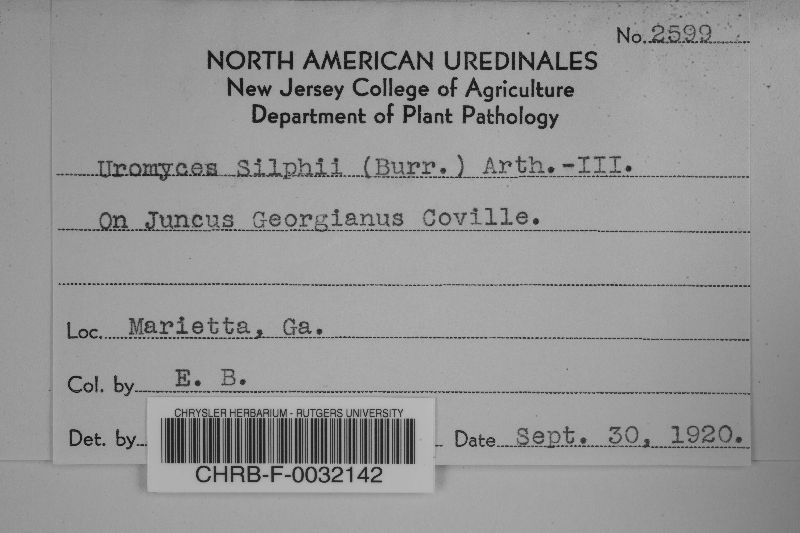 No. 2599
NORTH AMERICAN UREDINALES
New Jersey College of Agriculture
Department of Plant Pathology
Uromyces Silphii (Burr.) Arth.-III.
On Juncus Georgianus Coville.
Loc. Marietta, Ga.
Col. by E. B.
Det. by
Date Sept. 30, 1920.
CHRYSLER HERBARIUM - RUTGERS UNIVERSITY
CHRB-F-0032142